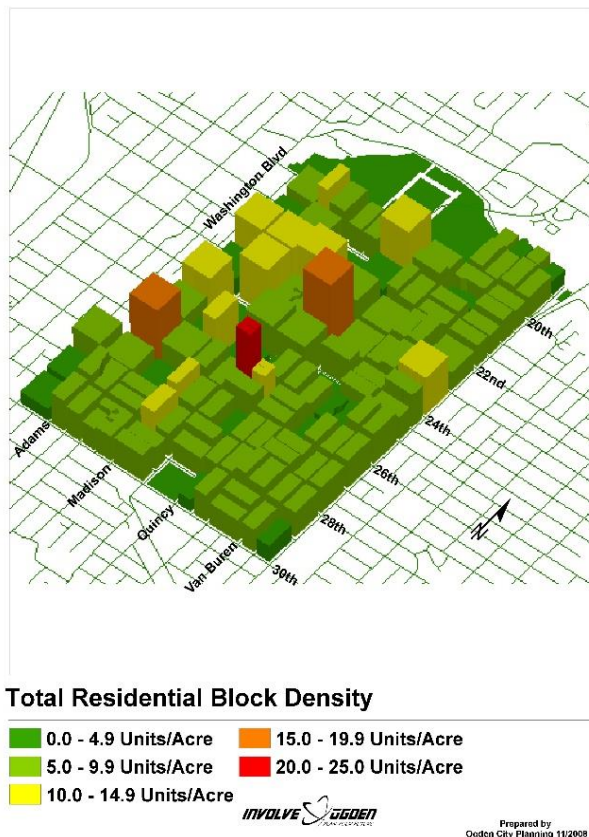 Washington Blvd
20th
22nd
24th
26th
28th
30th
Adams
Madison
Quincy
Van Buren
N
Total Residential Block Density
0.0 - 4.9 Units/Acre
15.0 - 19.9 Units/Acre
5.0 - 9.9 Units/Acre
20.0 - 25.0 Units/Acre
10.0 - 14.9 Units/Acre
INVOLVE OGDEN
Prepared by
Ogden City Planning 11/2008